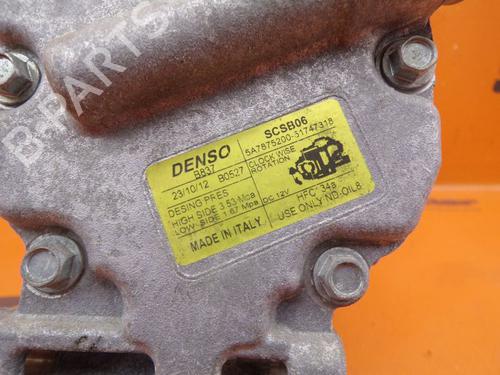 B-PARTS
DENSO
SCSB06
B837
5A7875200-51747318
23/10/12 B0527
CLOCK WISE
ROTATION
DESING PRES
HIGH SIDE 3.53 Mpa
LOW-SIDE 1.67 Mpa
DC 12V
HFC 34a
MADE IN ITALY
USE ONLY ND-OIL8